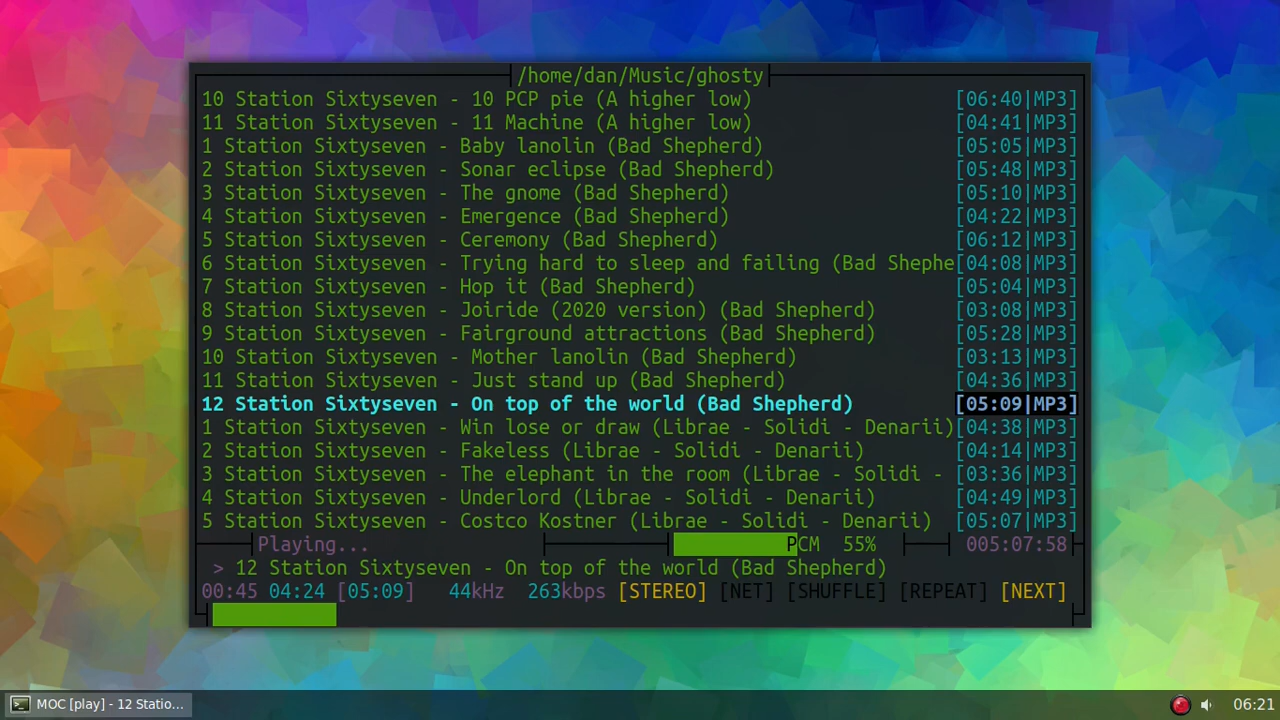 /home/dan/Music/ghosty
10 Station Sixtyseven - 10 PCP pie (A higher low) [06:40|MP3]
11 Station Sixtyseven - 11 Machine (A higher low) [04:41|MP3]
1 Station Sixtyseven - Baby lanolin (Bad Shepherd) [05:05|MP3]
2 Station Sixtyseven - Sonar eclipse (Bad Shepherd) [05:48|MP3]
3 Station Sixtyseven - The gnome (Bad Shepherd) [05:10|MP3]
4 Station Sixtyseven - Emergence (Bad Shepherd) [04:22|MP3]
5 Station Sixtyseven - Ceremony (Bad Shepherd) [06:12|MP3]
6 Station Sixtyseven - Trying hard to sleep and failing (Bad Shephe[04:08|MP3]
7 Station Sixtyseven - Hop it (Bad Shepherd) [05:04|MP3]
8 Station Sixtyseven - Joiride (2020 version) (Bad Shepherd) [03:08|MP3]
9 Station Sixtyseven - Fairground attractions (Bad Shepherd) [05:28|MP3]
10 Station Sixtyseven - Mother lanolin (Bad Shepherd) [03:13|MP3]
11 Station Sixtyseven - Just stand up (Bad Shepherd) [04:36|MP3]
12 Station Sixtyseven - On top of the world (Bad Shepherd) [05:09|MP3]
1 Station Sixtyseven - Win lose or draw (Librae - Solidi - Denarii)[04:38|MP3]
2 Station Sixtyseven - Fakeless (Librae - Solidi - Denarii) [04:14|MP3]
3 Station Sixtyseven - The elephant in the room (Librae - Solidi - [03:36|MP3]
4 Station Sixtyseven - Underlord (Librae - Solidi - Denarii) [04:49|MP3]
5 Station Sixtyseven - Costco Kostner (Librae - Solidi - Denarii) [05:07|MP3]
Playing... PCM 55% 005:07:58
> 12 Station Sixtyseven - On top of the world (Bad Shepherd)
00:45 04:24 [05:09] 44kHz 263kbps [STEREO] [NET] [SHUFFLE] [REPEAT] [NEXT]
MOC [play] - 12 Statio... 06:21